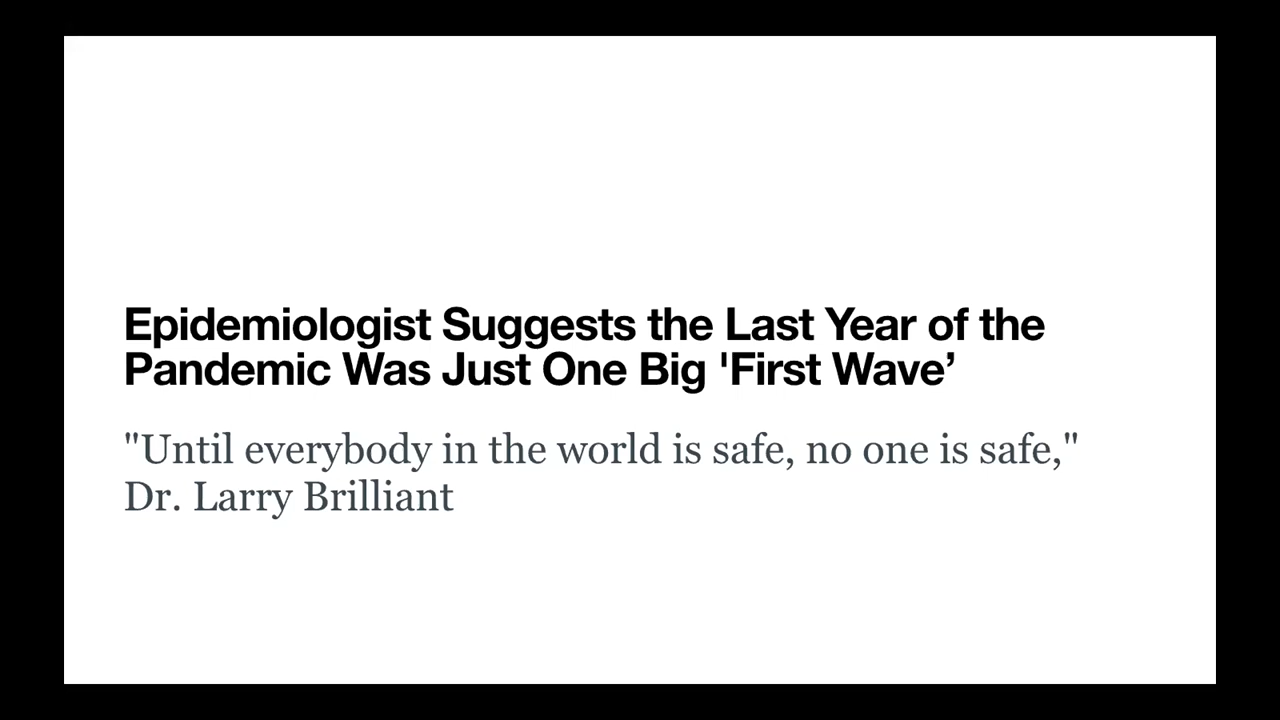 Epidemiologist Suggests the Last Year of the
Pandemic Was Just One Big 'First Wave’
"Until everybody in the world is safe, no one is safe,"
Dr. Larry Brilliant